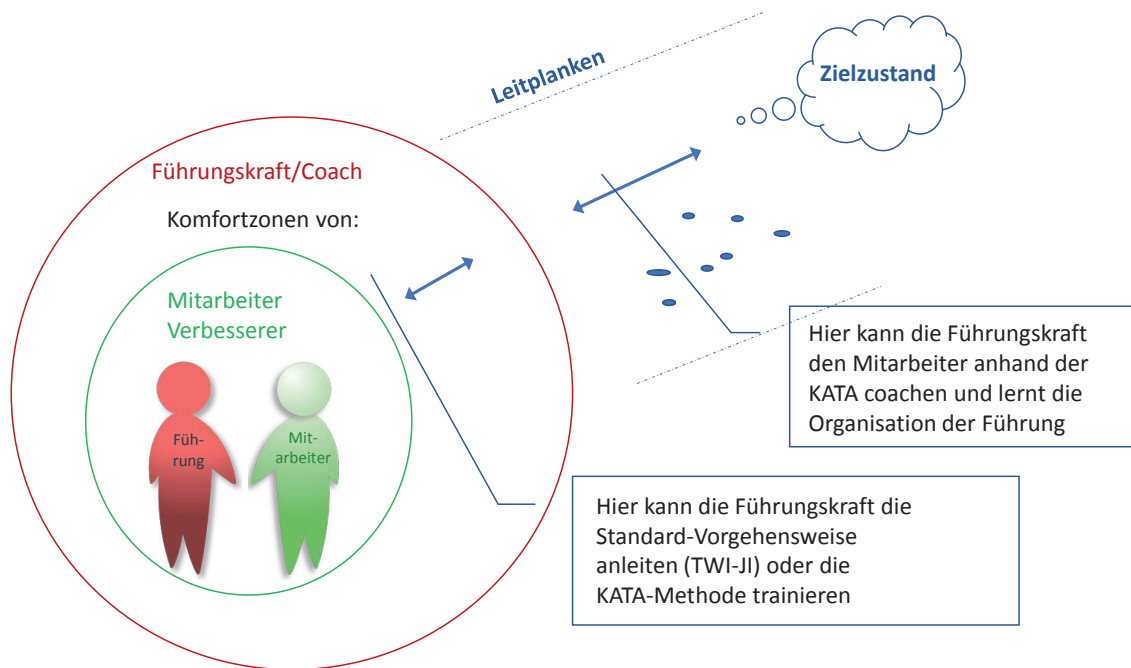 Leitplanken
Zielzustand
Führungskraft/Coach
Komfortzonen von:
Mitarbeiter
Verbesserer
Füh-
rung
Mit-
arbeiter
Hier kann die Führungskraft
den Mitarbeiter anhand der
KATA coachen und lernt die
Organisation der Führung
Hier kann die Führungskraft die
Standard-Vorgehensweise
anleiten (TWI-JI) oder die
KATA-Methode trainieren